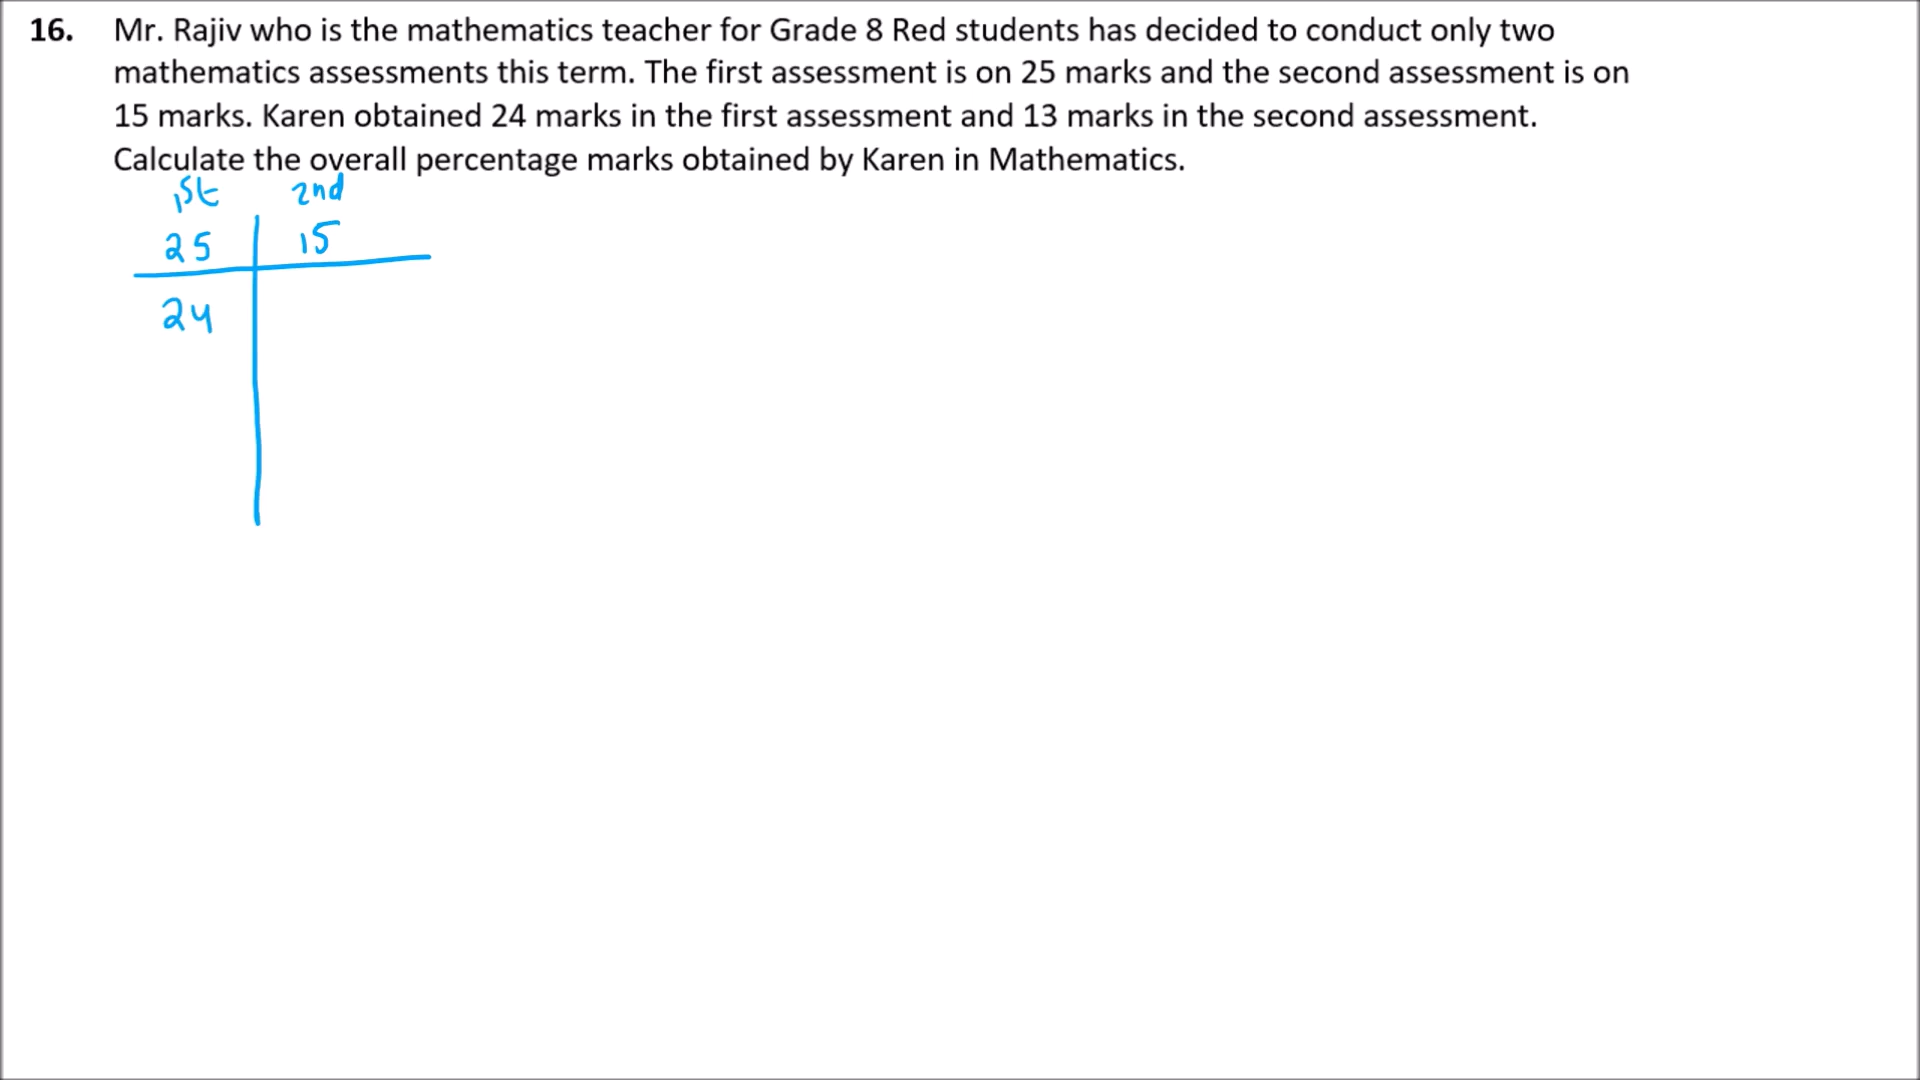 16. Mr. Rajiv who is the mathematics teacher for Grade 8 Red students has decided to conduct only two
mathematics assessments this term. The first assessment is on 25 marks and the second assessment is on
15 marks. Karen obtained 24 marks in the first assessment and 13 marks in the second assessment.
Calculate the overall percentage marks obtained by Karen in Mathematics.
1st 2nd
25 15
24